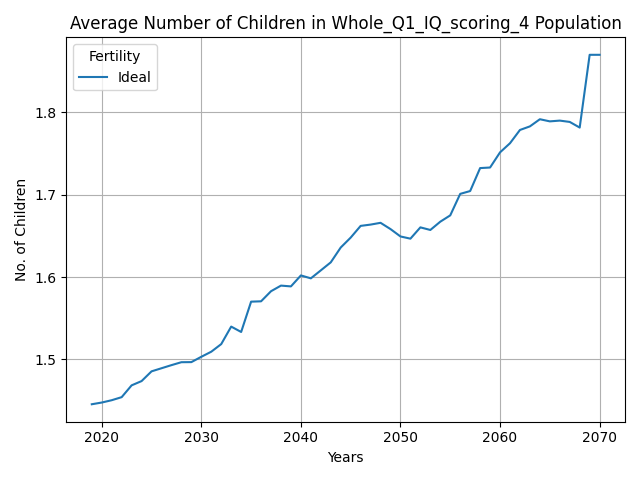 Average Number of Children in Whole_Q1_IQ_scoring_4 Population
Fertility
Ideal
No. of Children
1.8
1.7
1.6
1.5
2020 2030 2040 2050 2060 2070
Years